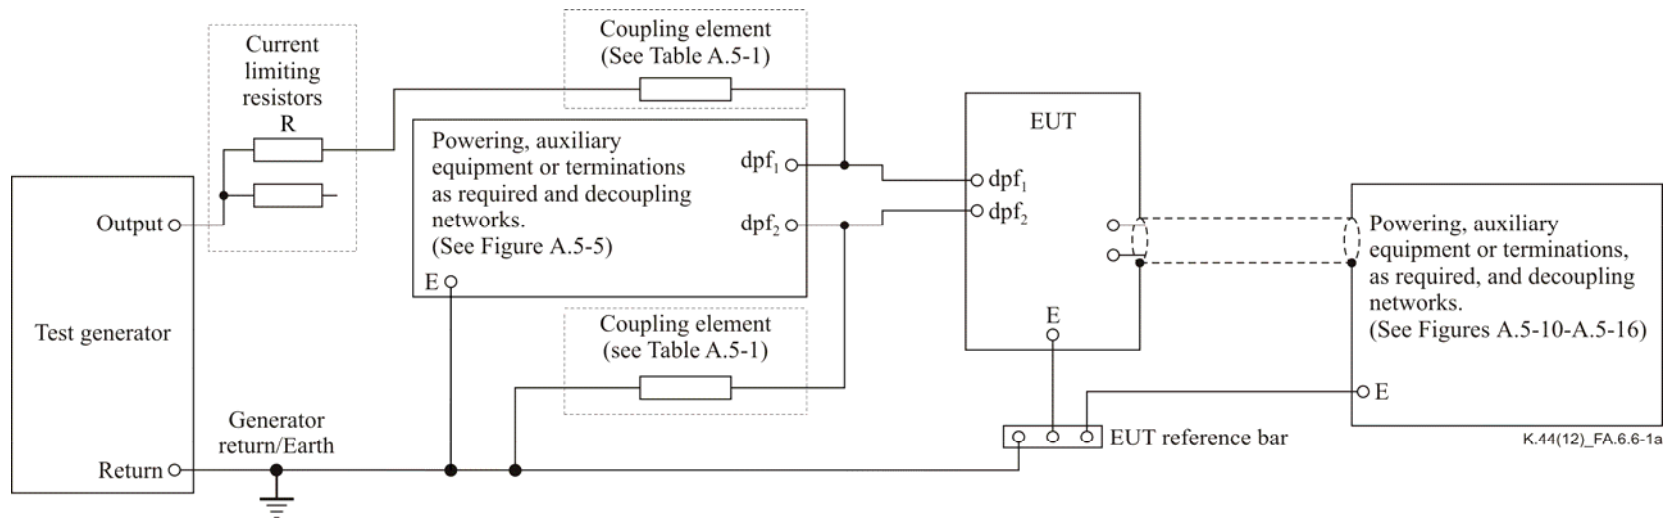 Current
limiting
resistors
R
Coupling element
(See Table A.5-1)
Powering, auxiliary
equipment or terminations
as required and decoupling
networks.
(See Figure A.5-5)
dpf₁
dpf₂
E
EUT
dpf₁
dpf₂
E
Powering, auxiliary
equipment or terminations,
as required, and decoupling
networks.
(See Figures A.5-10-A.5-16)
E
Output
Test generator
Return
Coupling element
(see Table A.5-1)
Generator
return/Earth
EUT reference bar
K.44(12)_FA.6.6-1a